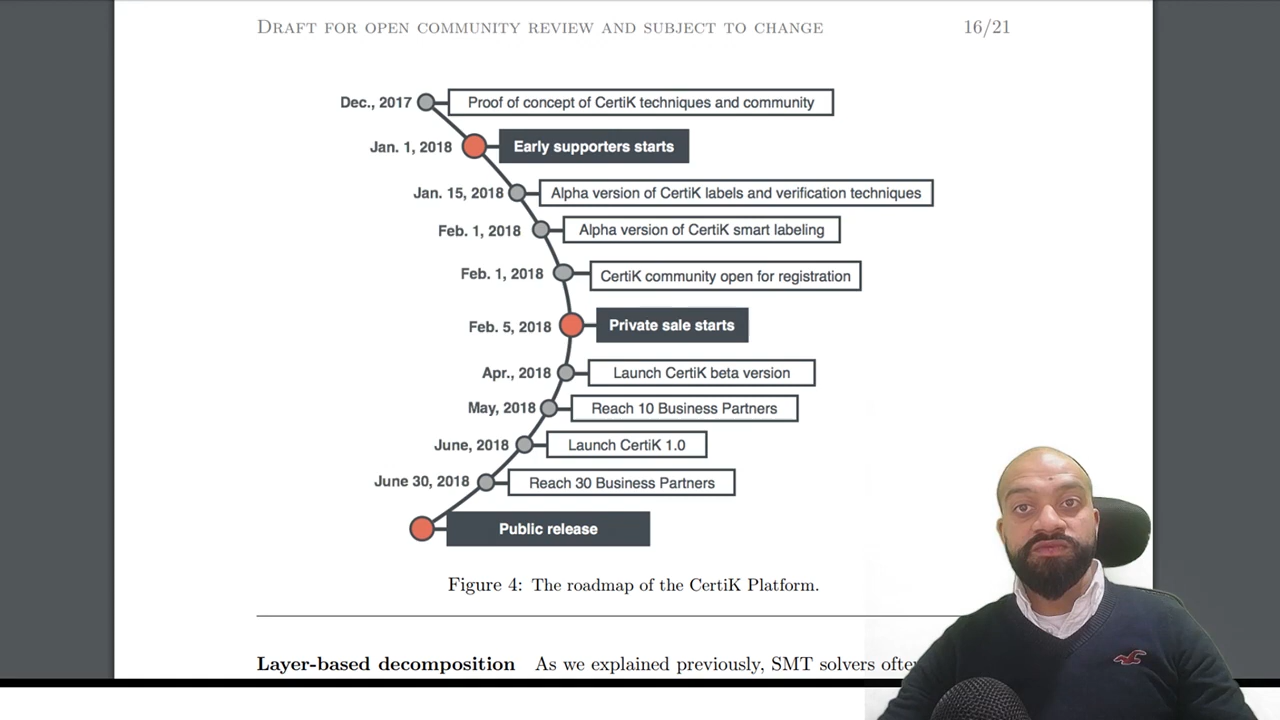 Draft for open community review and subject to change 16/21
Dec., 2017 Proof of concept of CertiK techniques and community
Jan. 1, 2018 Early supporters starts
Jan. 15, 2018 Alpha version of CertiK labels and verification techniques
Feb. 1, 2018 Alpha version of CertiK smart labeling
Feb. 1, 2018 CertiK community open for registration
Feb. 5, 2018 Private sale starts
Apr., 2018 Launch CertiK beta version
May, 2018 Reach 10 Business Partners
June, 2018 Launch CertiK 1.0
June 30, 2018 Reach 30 Business Partners
Public release
Figure 4: The roadmap of the CertiK Platform.
Layer-based decomposition As we explained previously, SMT solvers